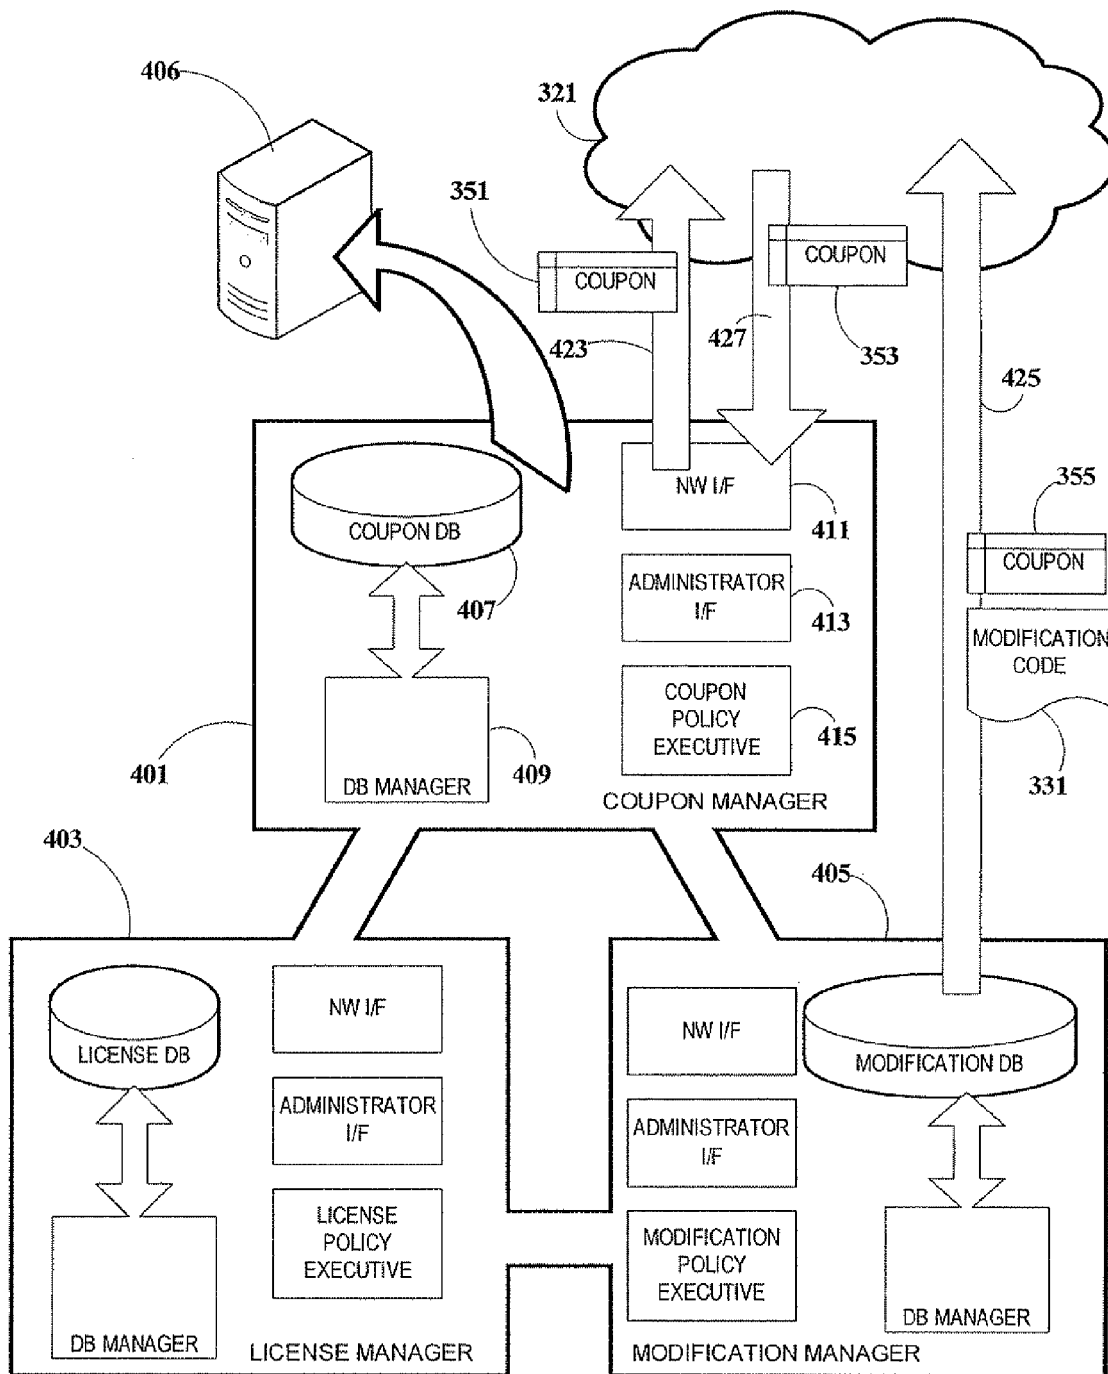 406
321
351
COUPON
COUPON
423
427
353
425
NW I/F
411
355
COUPON
COUPON DB
407
ADMINISTRATOR
I/F
413
MODIFICATION
CODE
331
COUPON
POLICY
EXECUTIVE
415
401
DB MANAGER
409
COUPON MANAGER
403
405
LICENSE DB
NW I/F
ADMINISTRATOR
I/F
LICENSE
POLICY
EXECUTIVE
DB MANAGER
LICENSE MANAGER
NW I/F
MODIFICATION DB
ADMINISTRATOR
I/F
MODIFICATION
POLICY
EXECUTIVE
DB MANAGER
MODIFICATION MANAGER